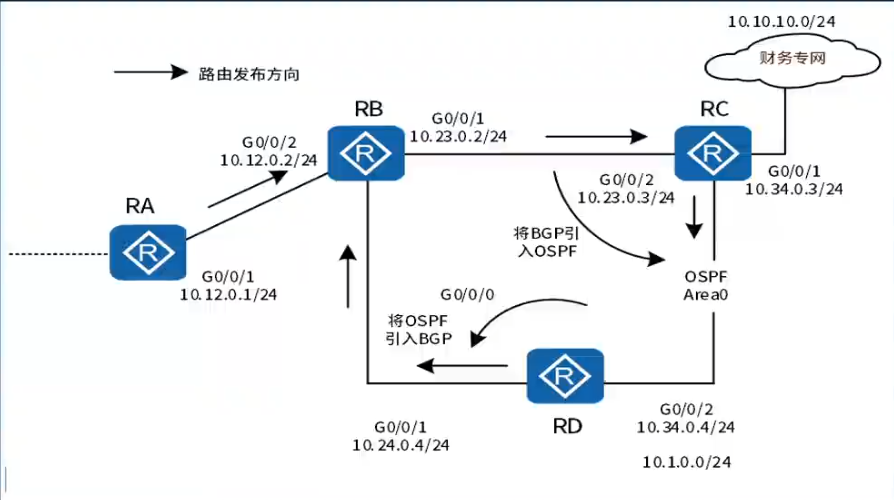 10.10.10.0/24
财务专网
路由发布方向
RB
RC
G0/0/1
10.23.0.2/24
G0/0/2
10.12.0.2/24
R
R
G0/0/1
10.34.0.3/24
G0/0/2
10.23.0.3/24
RA
R
将BGP引
入OSPF
OSPF
Area0
G0/0/1
10.12.0.1/24
G0/0/0
将OSPF
引入BGP
R
RD
G0/0/2
10.34.0.4/24
G0/0/1
10.24.0.4/24
10.1.0.0/24